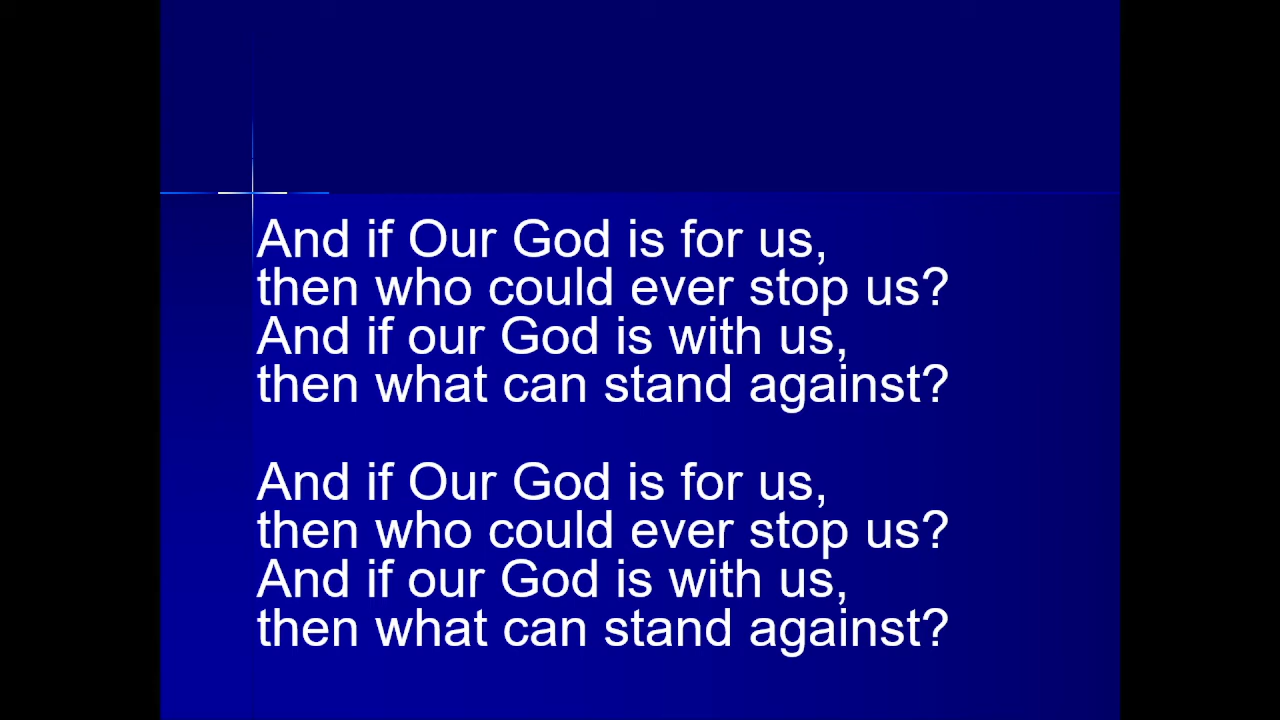 And if Our God is for us,
then who could ever stop us?
And if our God is with us,
then what can stand against?
And if Our God is for us,
then who could ever stop us?
And if our God is with us,
then what can stand against?